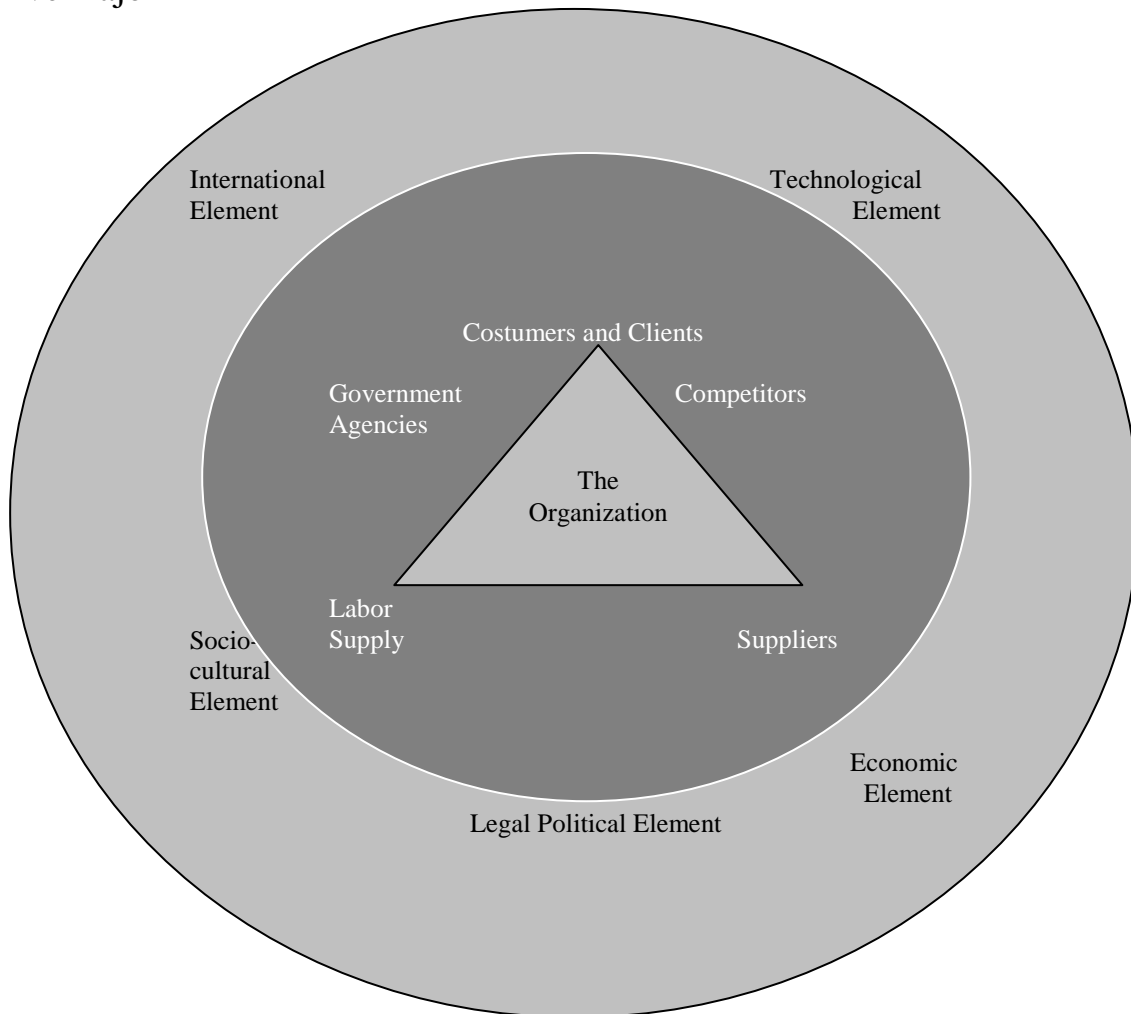 International
Element
Technological
Element
Costumers and Clients
Government
Agencies
Competitors
The
Organization
Labor
Supply
Suppliers
Socio-
cultural
Element
Economic
Element
Legal Political Element